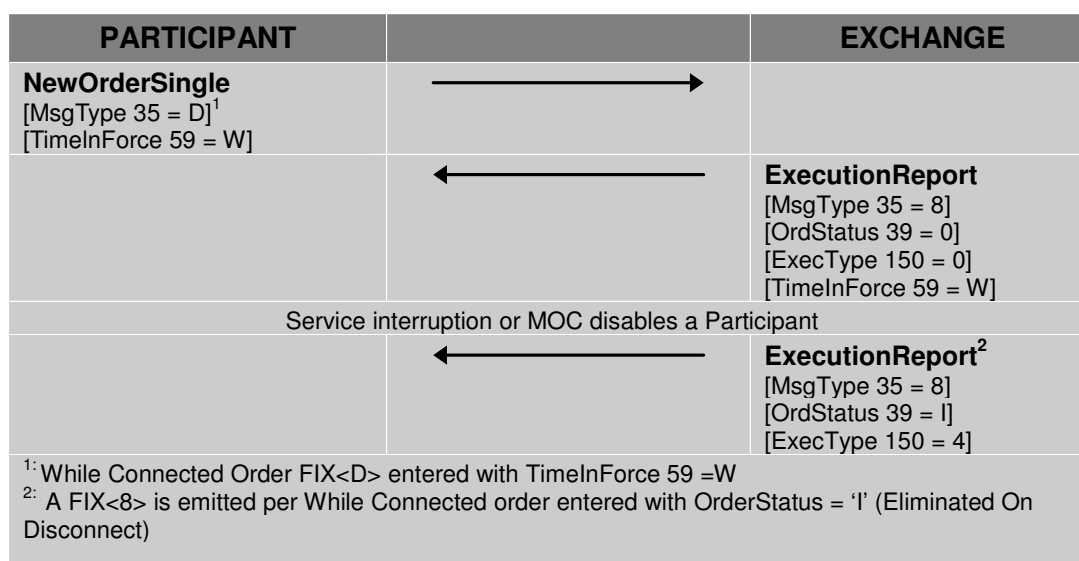 PARTICIPANT EXCHANGE
NewOrderSingle
[MsgType 35 = D]1
[TimeInForce 59 = W]
ExecutionReport
[MsgType 35 = 8]
[OrdStatus 39 = 0]
[ExecType 150 = 0]
[TimeInForce 59 = W]
Service interruption or MOC disables a Participant
ExecutionReport2
[MsgType 35 = 8]
[OrdStatus 39 = I]
[ExecType 150 = 4]
1: While Connected Order FIX<D> entered with TimeInForce 59 =W
2: A FIX<8> is emitted per While Connected order entered with OrderStatus = ‘I’ (Eliminated On
Disconnect)